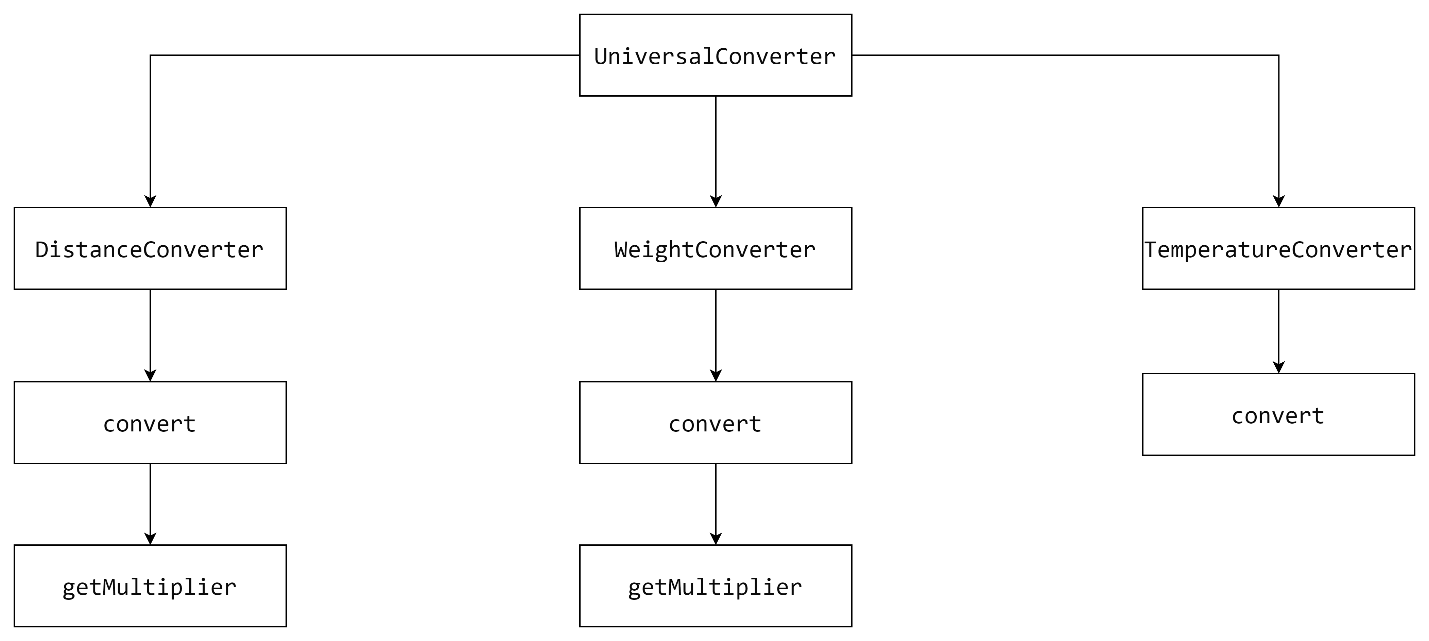 UniversalConverter
DistanceConverter
WeightConverter
TemperatureConverter
convert
convert
convert
getMultiplier
getMultiplier